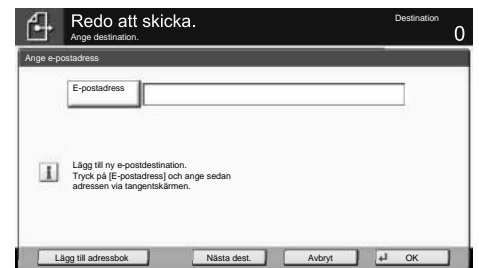 Redo att skicka.
Destination
Ange destination.
0
Ange e-postadress
E-postadress
Lägg till ny e-postdestination.
Tryck på [E-postadress] och ange sedan
adressen via tangentskärmen.
Lägg till adressbok
Nästa dest.
Avbryt
OK